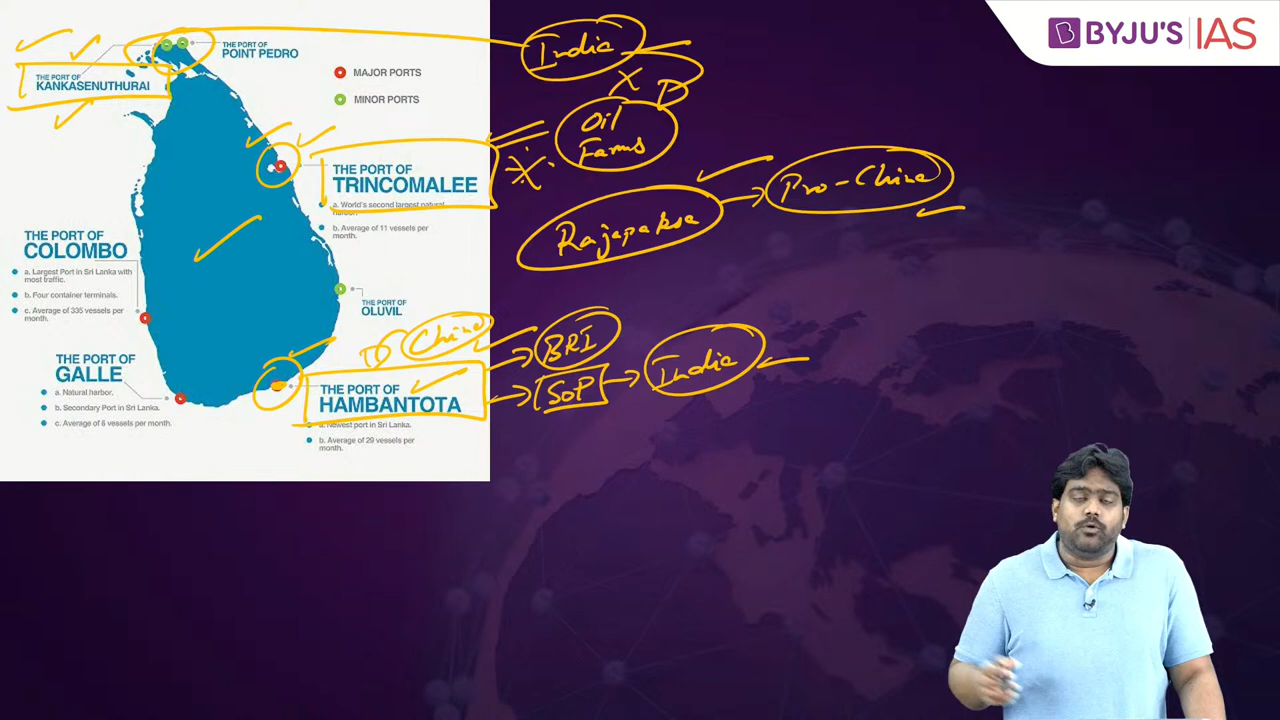 THE PORT OF
POINT PEDRO
THE PORT OF
KANKASENUTHURAI
MAJOR PORTS
MINOR PORTS
THE PORT OF
TRINCOMALEE
a. World's second largest natural
harbor.
b. Average of 11 vessels per
month.
THE PORT OF
COLOMBO
a. Largest Port in Sri Lanka with
most traffic.
b. Four container terminals.
c. Average of 335 vessels per
month.
THE PORT OF
OLUVIL
THE PORT OF
GALLE
a. Natural harbor.
b. Secondary Port in Sri Lanka.
c. Average of 6 vessels per month.
THE PORT OF
HAMBANTOTA
a. Newest port in Sri Lanka.
b. Average of 29 vessels per
month.
India
Oil
Farms
Rajapaksa
Pro-China
China
BRI
SOP
India
BYJU'S IAS